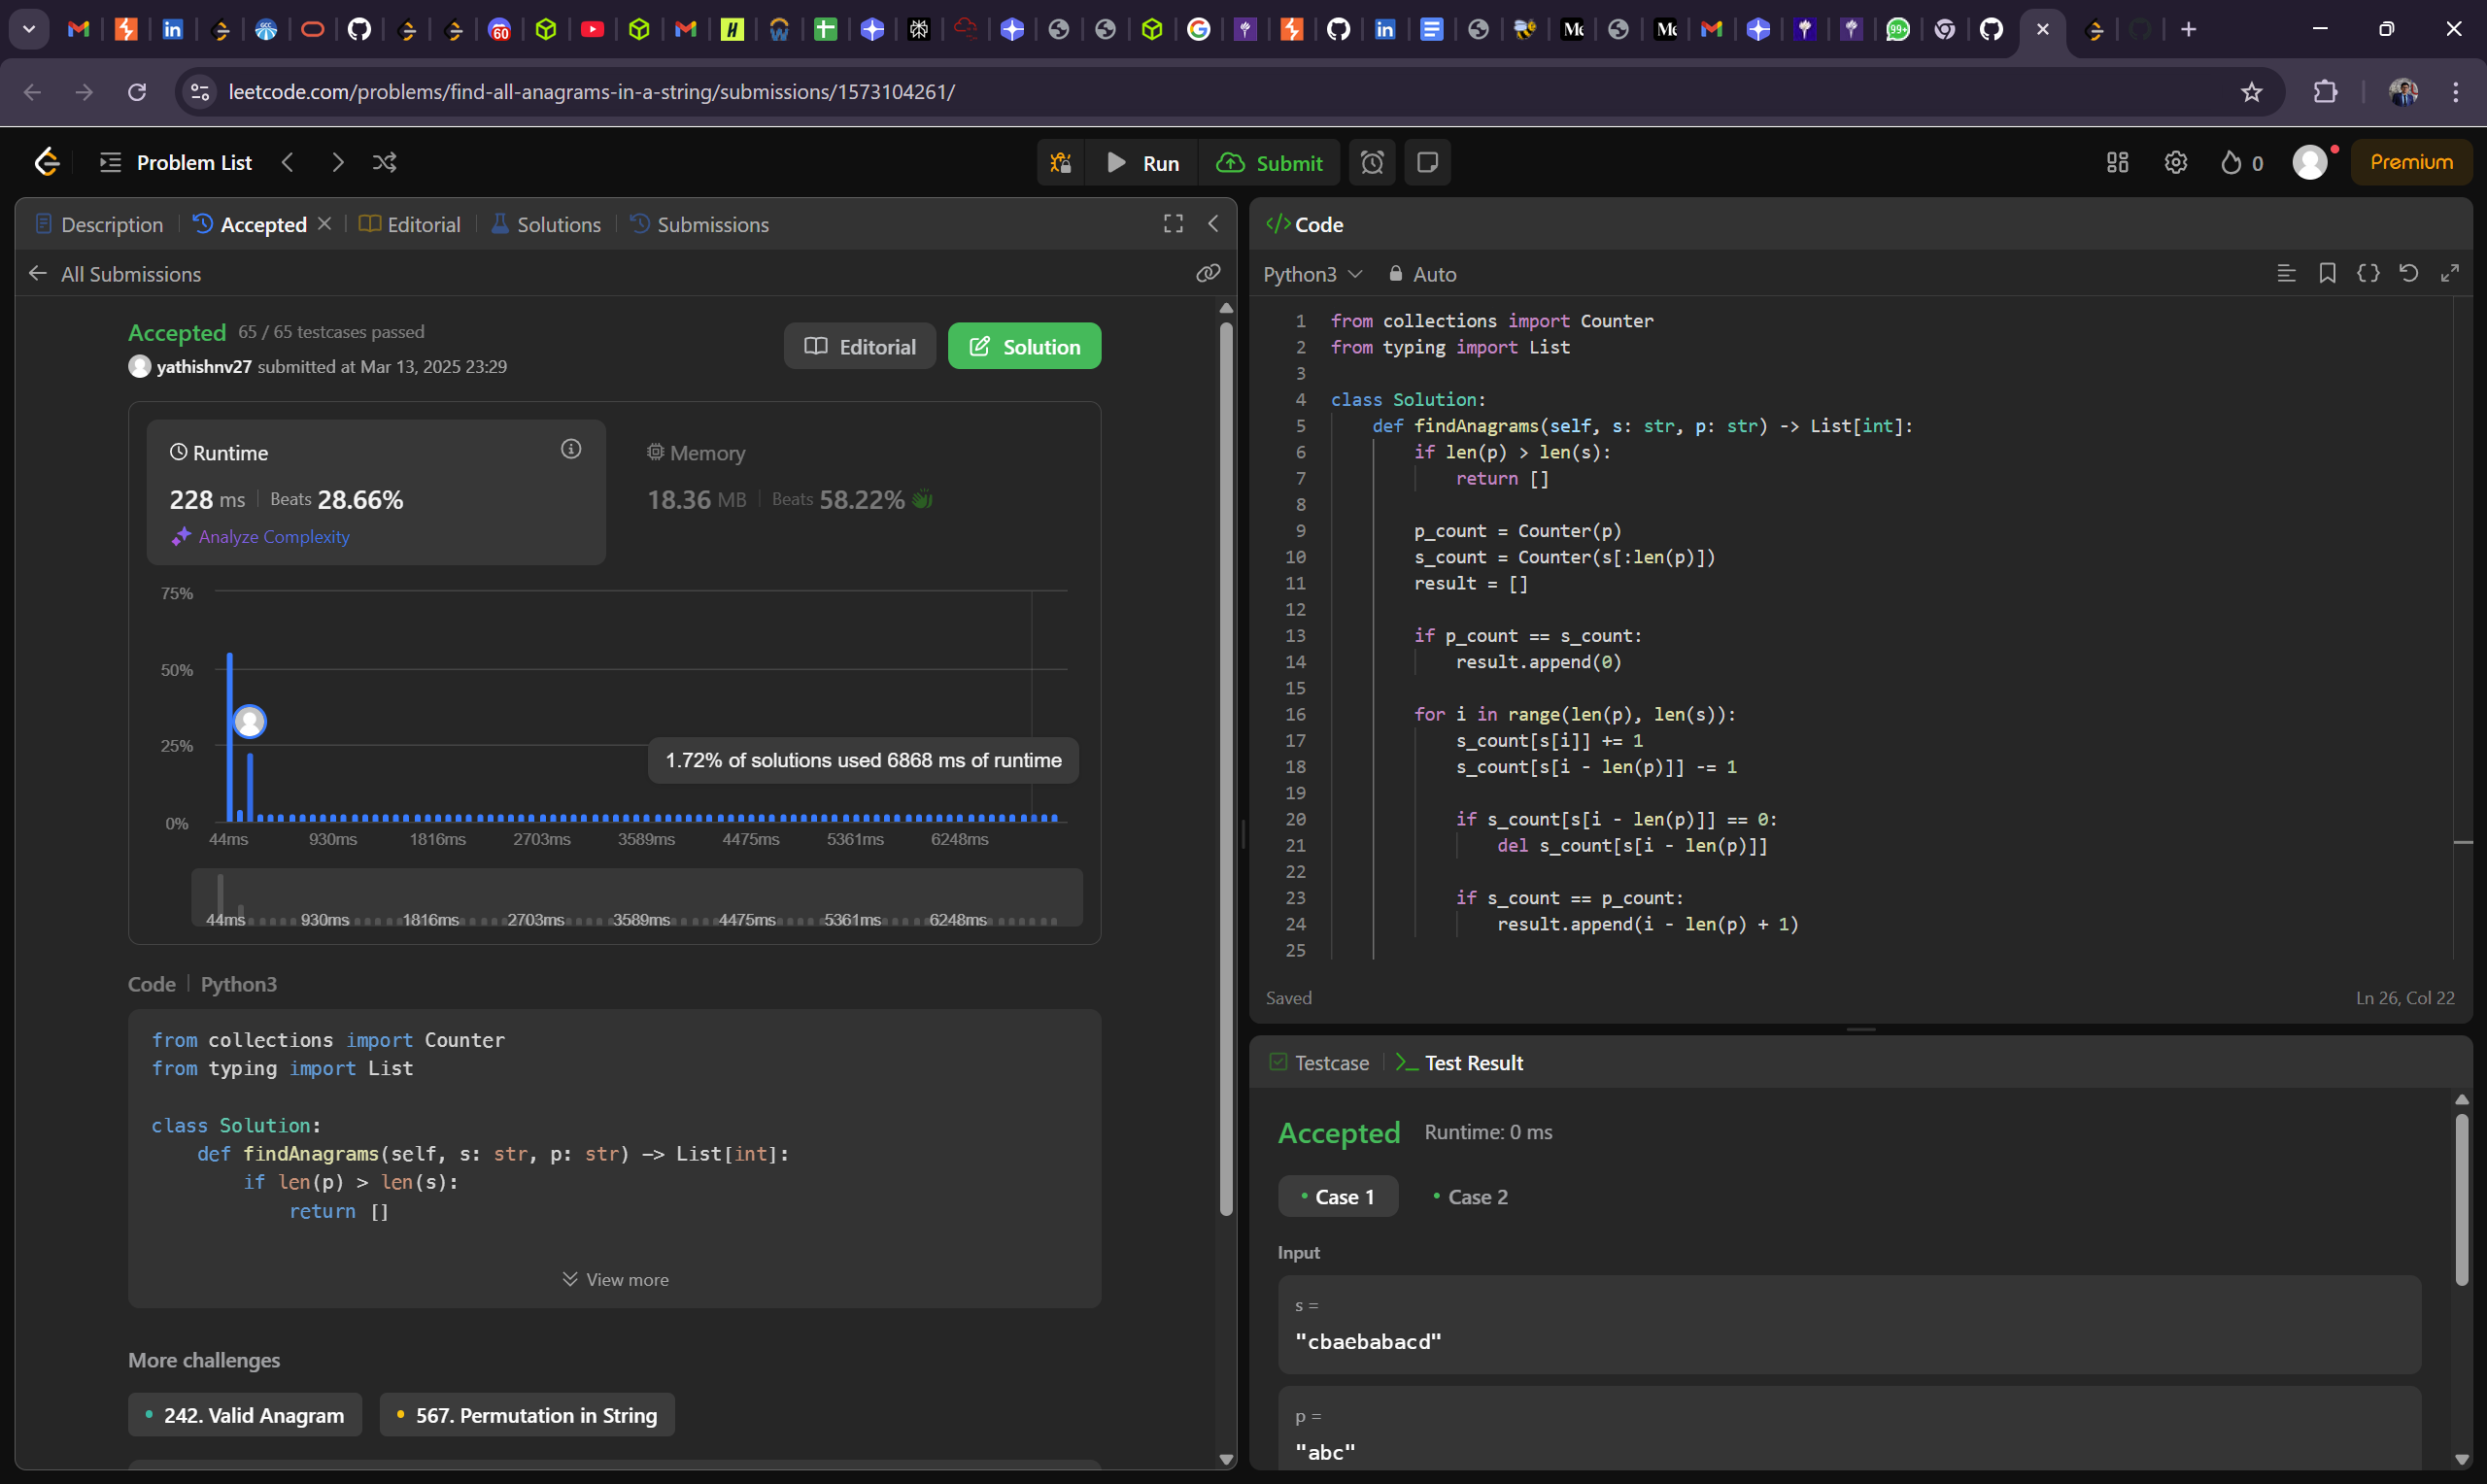 leetcode.com/problems/find-all-anagrams-in-a-string/submissions/1573104261/
Problem List
Run
Submit
0
Premium
Description
Accepted
Editorial
Solutions
Submissions
All Submissions
Accepted 65 / 65 testcases passed
yathishnv27 submitted at Mar 13, 2025 23:29
Editorial
Solution
Runtime
228 ms | Beats 28.66%
Analyze Complexity
Memory
18.36 MB | Beats 58.22%
75%
50%
25%
0%
1.72% of solutions used 6868 ms of runtime
44ms 930ms 1816ms 2703ms 3589ms 4475ms 5361ms 6248ms
44ms 930ms 1816ms 2703ms 3589ms 4475ms 5361ms 6248ms
Code | Python3
from collections import Counter
from typing import List
class Solution:
def findAnagrams(self, s: str, p: str) -> List[int]:
if len(p) > len(s):
return []
View more
More challenges
242. Valid Anagram
567. Permutation in String
</> Code
Python3
Auto
1 from collections import Counter
2 from typing import List
3
4 class Solution:
5 def findAnagrams(self, s: str, p: str) -> List[int]:
6 if len(p) > len(s):
7 return []
8
9 p_count = Counter(p)
10 s_count = Counter(s[:len(p)])
11 result = []
12
13 if p_count == s_count:
14 result.append(0)
15
16 for i in range(len(p), len(s)):
17 s_count[s[i]] += 1
18 s_count[s[i - len(p)]] -= 1
19
20 if s_count[s[i - len(p)]] == 0:
21 del s_count[s[i - len(p)]]
22
23 if s_count == p_count:
24 result.append(i - len(p) + 1)
25
Saved
Ln 26, Col 22
Testcase
Test Result
Accepted Runtime: 0 ms
Case 1
Case 2
Input
s =
"cbaebabacd"
p =
"abc"